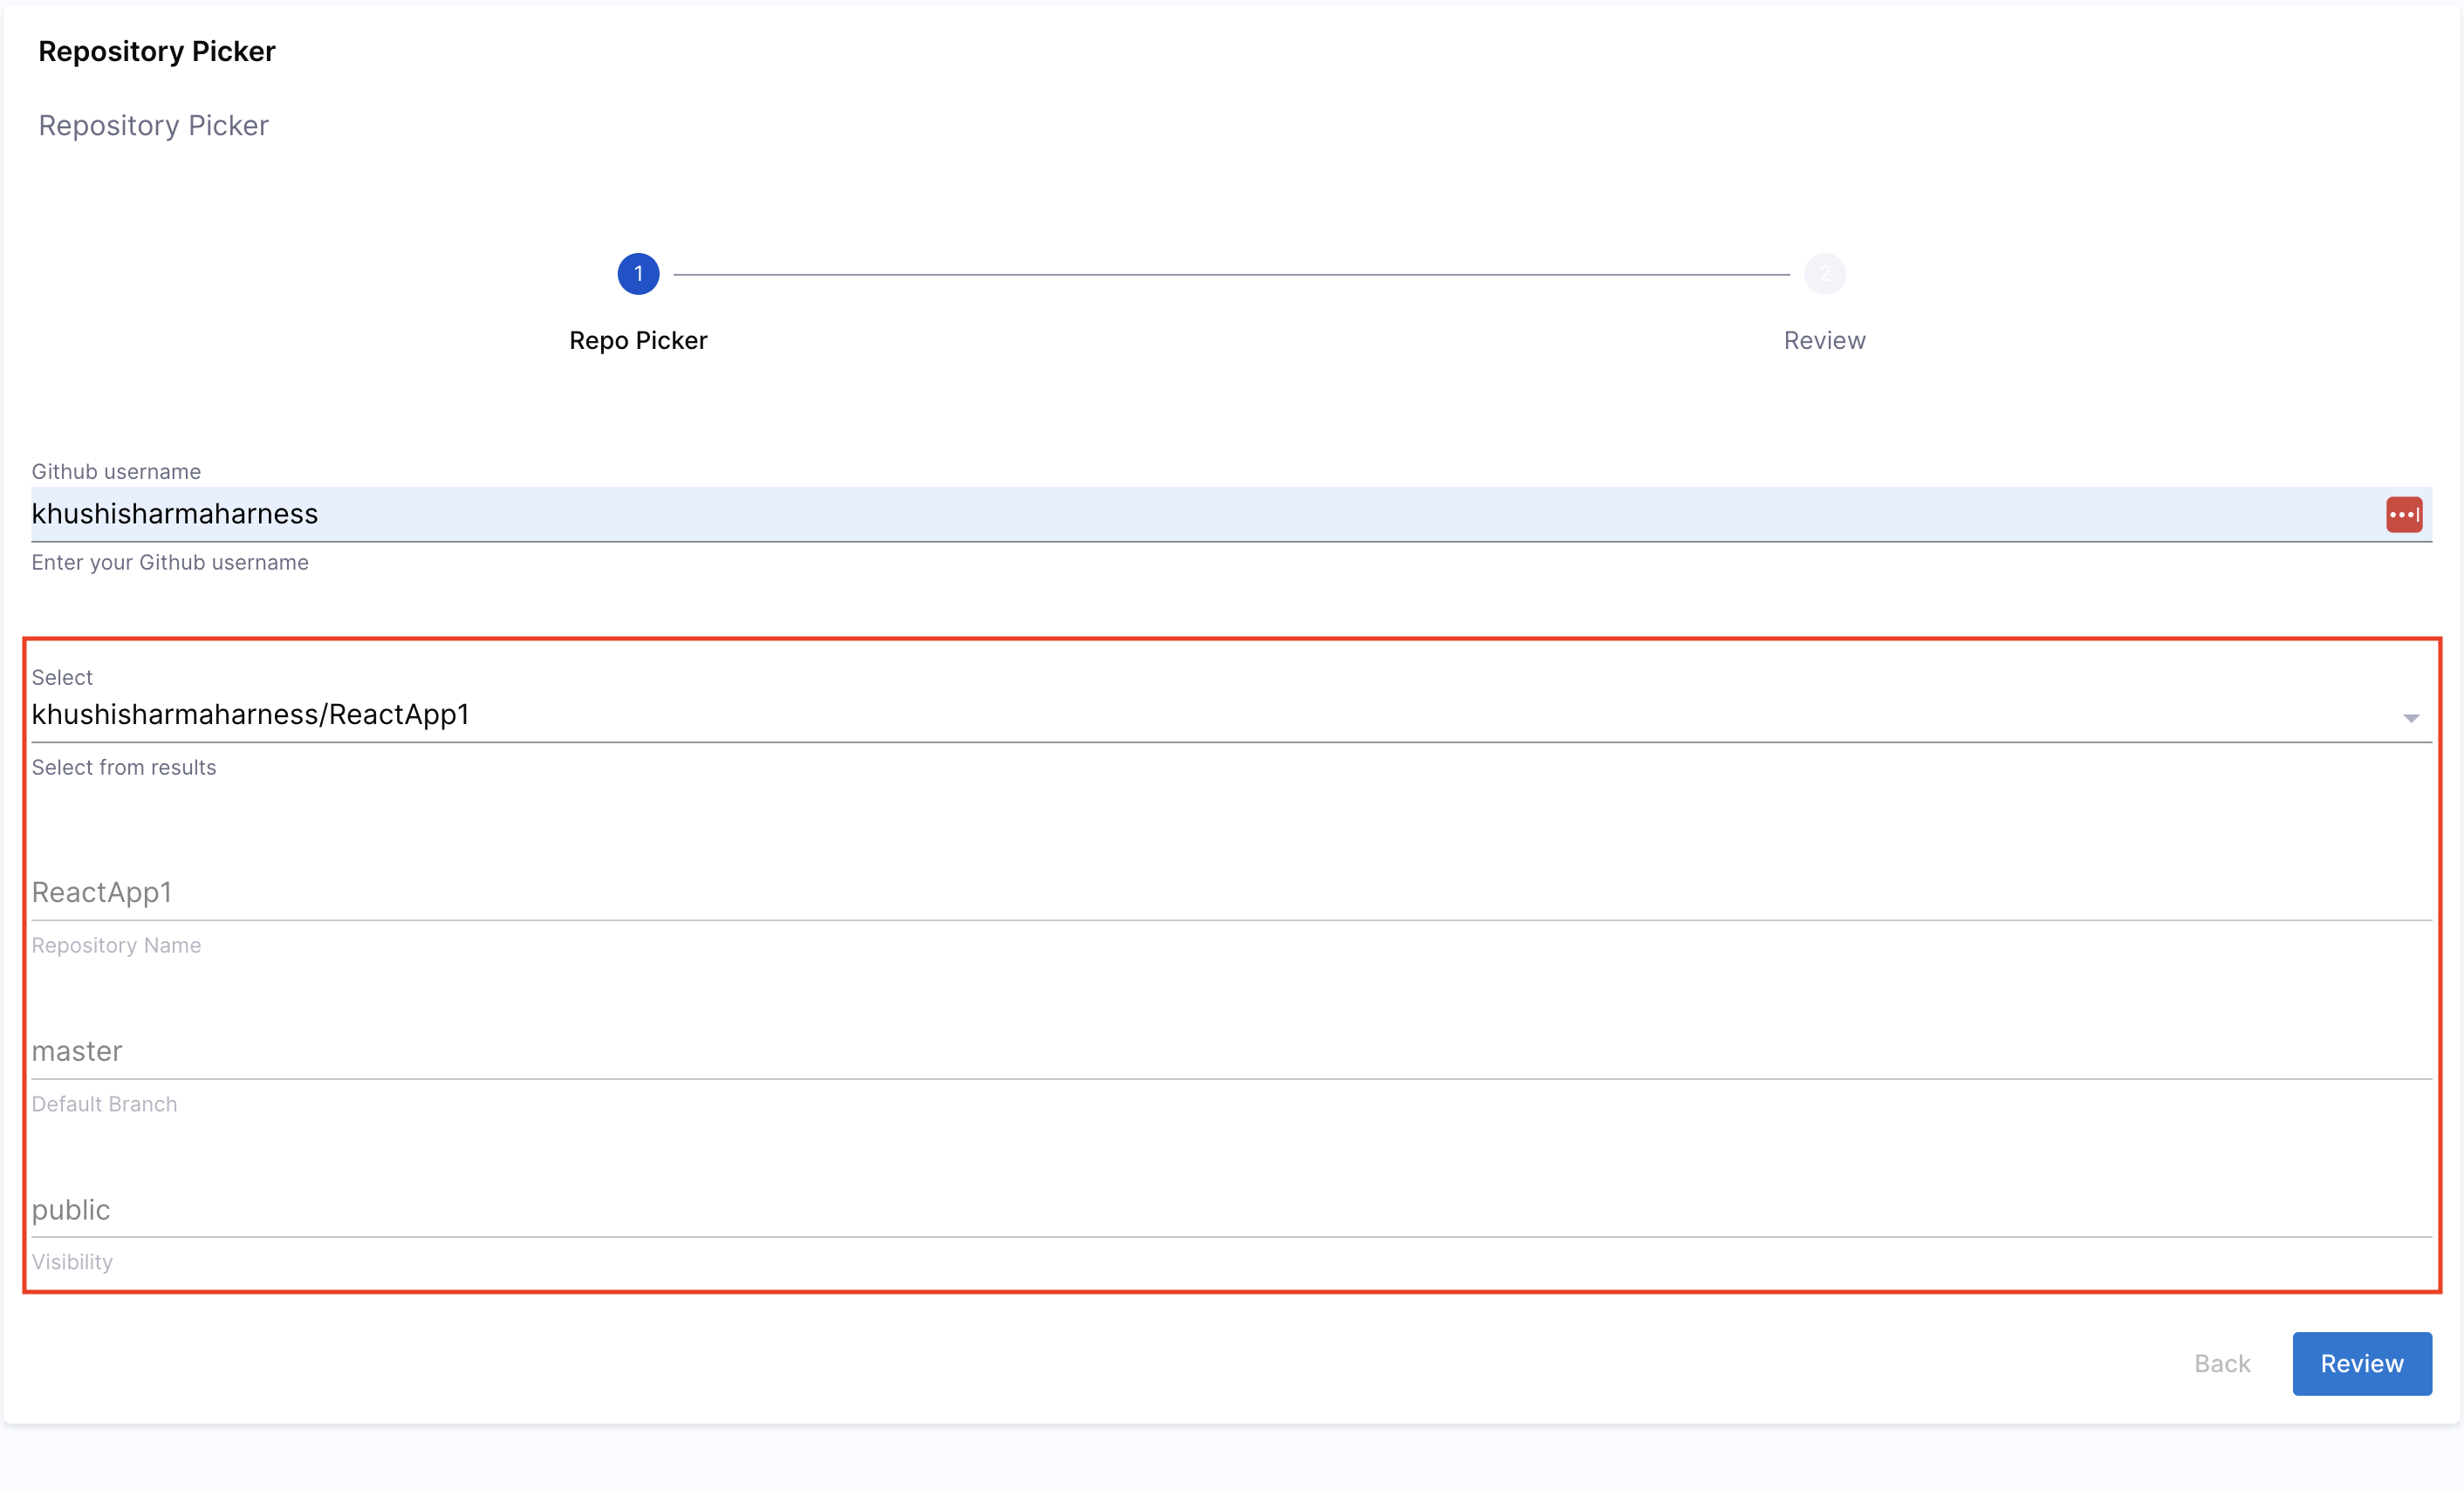 Repository Picker
Repository Picker
1
2
Repo Picker
Review
Github username
khushisharmaharness
Enter your Github username
Select
khushisharmaharness/ReactApp1
Select from results
ReactApp1
Repository Name
master
Default Branch
public
Visibility
Back
Review